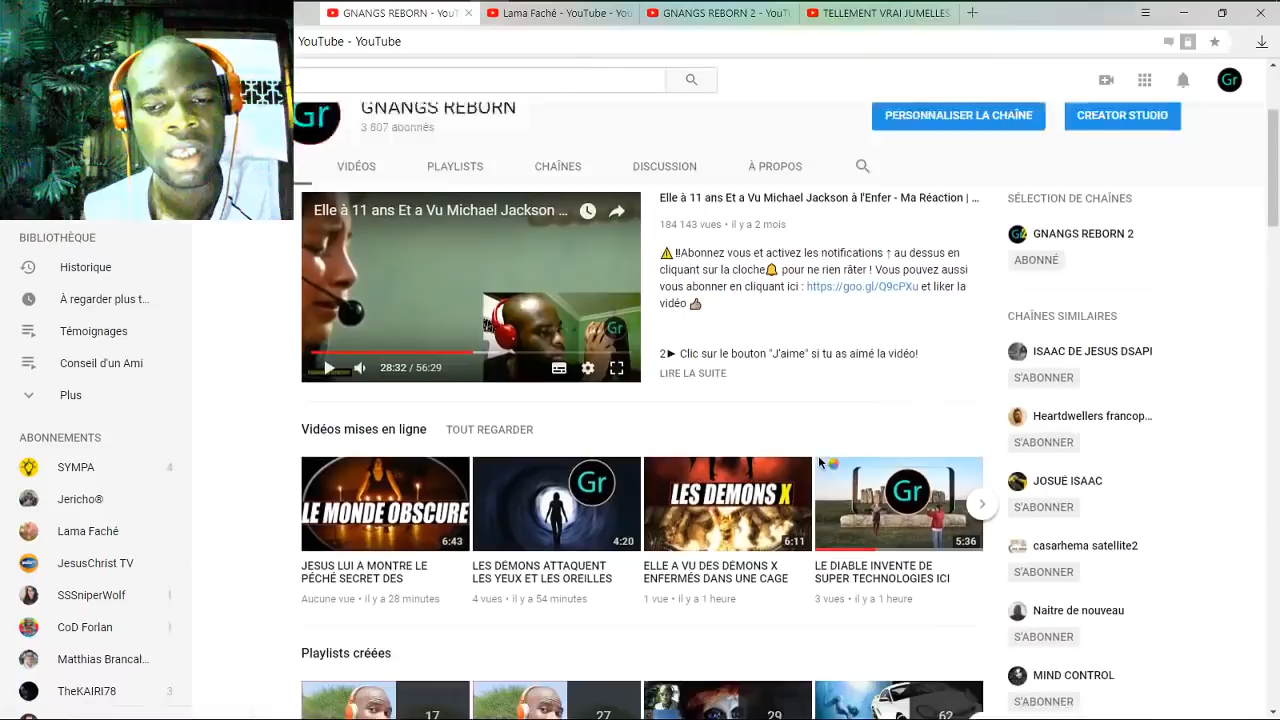 GNANGS REBORN - YouT
Lama Faché - YouTube - You
GNANGS REBORN 2 - YouT
TELLEMENT VRAI JUMELLES
YouTube - YouTube
Gr
GNANGS REBORN
3 607 abonnés
PERSONNALISER LA CHAÎNE
CREATOR STUDIO
VIDÉOS
PLAYLISTS
CHAÎNES
DISCUSSION
À PROPOS
BIBLIOTHÈQUE
Historique
À regarder plus t...
Témoignages
Conseil d'un Ami
Plus
ABONNEMENTS
SYMPA 4
Jericho®
Lama Faché
JesusChrist TV
SSSniperWolf
CoD Forlan
Matthias Brancal...
TheKAIRI78 3
Elle à 11 ans Et a Vu Michael Jackson ...
Gr
28:32 / 56:29
Elle à 11 ans Et a Vu Michael Jackson à l'Enfer - Ma Réaction | ...
184 143 vues • il y a 2 mois
⚠️‼Abonnez vous et activez les notifications ↑ au dessus en
cliquant sur la cloche🔔 pour ne rien râter ! Vous pouvez aussi
vous abonner en cliquant ici : https://goo.gl/Q9cPXu et liker la
vidéo 👍
2► Clic sur le bouton "J'aime" si tu as aimé la vidéo!
LIRE LA SUITE
Vidéos mises en ligne TOUT REGARDER
LE MONDE OBSCURE
6:43
JESUS LUI A MONTRE LE
PÉCHÉ SECRET DES
Aucune vue • il y a 28 minutes
Gr
4:20
LES DÉMONS ATTAQUENT
LES YEUX ET LES OREILLES
4 vues • il y a 54 minutes
LES DEMONS X
6:11
ELLE A VU DES DEMONS X
ENFERMÉS DANS UNE CAGE
1 vue • il y a 1 heure
Gr
5:36
LE DIABLE INVENTE DE
SUPER TECHNOLOGIES ICI
3 vues • il y a 1 heure
Playlists créées
17
27
29
62
SÉLECTION DE CHAÎNES
GNANGS REBORN 2
ABONNÉ
CHAÎNES SIMILAIRES
ISAAC DE JESUS DSAPI
S'ABONNER
Heartdwellers francop...
S'ABONNER
JOSUÉ ISAAC
S'ABONNER
casarhema satellite2
S'ABONNER
Naitre de nouveau
S'ABONNER
MIND CONTROL
S'ABONNER